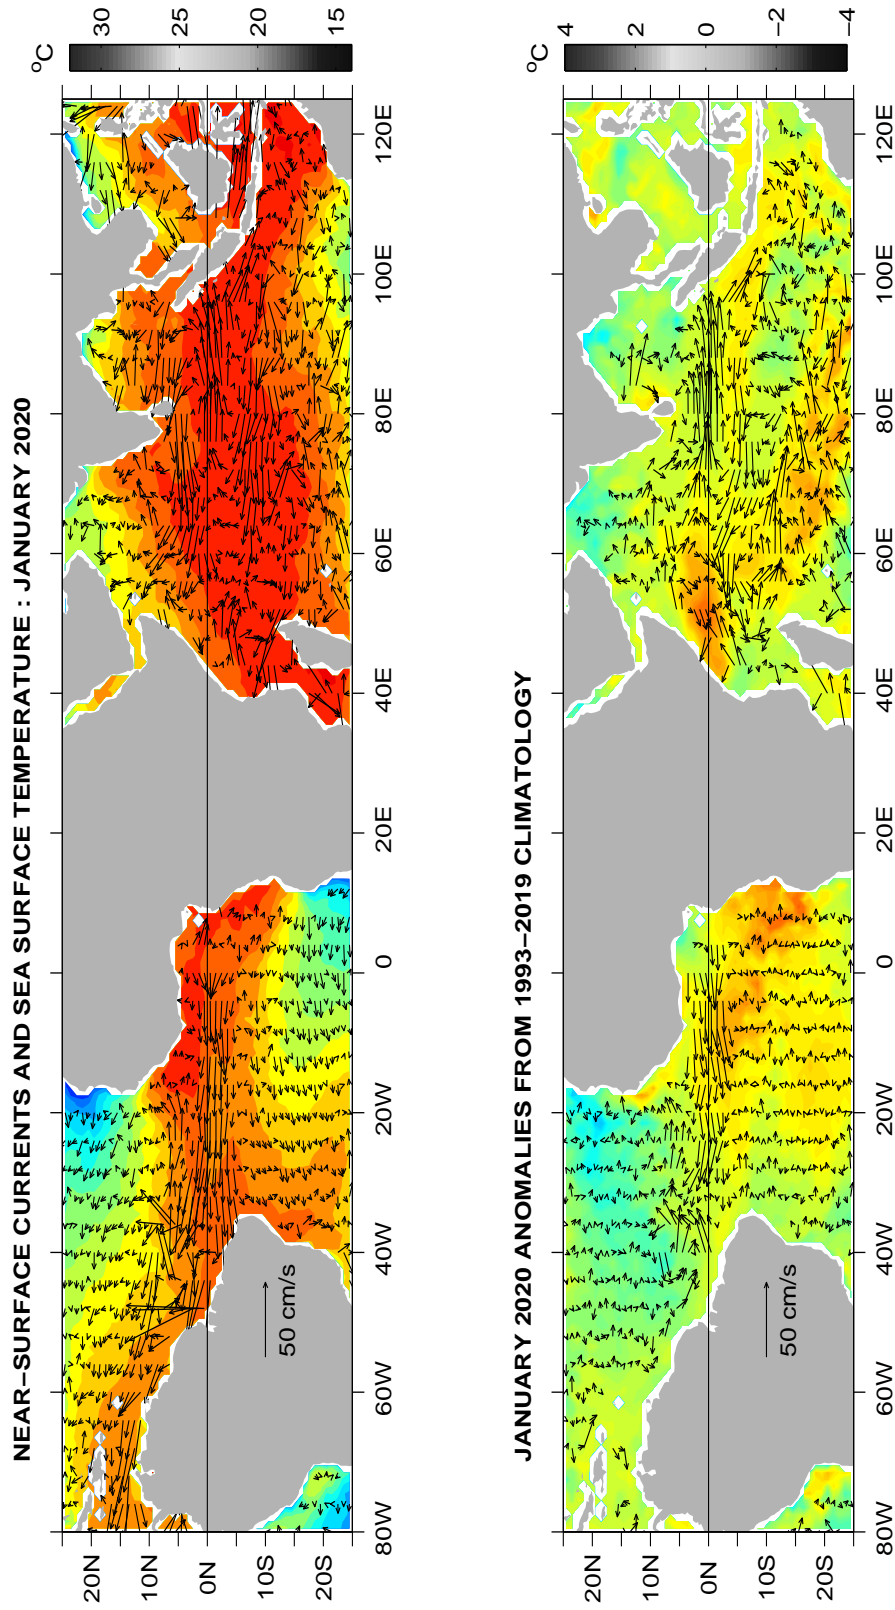 NEAR–SURFACE CURRENTS AND SEA SURFACE TEMPERATURE : JANUARY 2020
20N
10N
0N
10S
20S
50 cm/s
°C
30
25
20
15
JANUARY 2020 ANOMALIES FROM 1993–2019 CLIMATOLOGY
20N
10N
0N
10S
20S
80W
60W
40W
20W
0
20E
40E
60E
80E
100E
120E
50 cm/s
°C
4
2
0
–2
–4
80W
60W
40W
20W
0
20E
40E
60E
80E
100E
120E